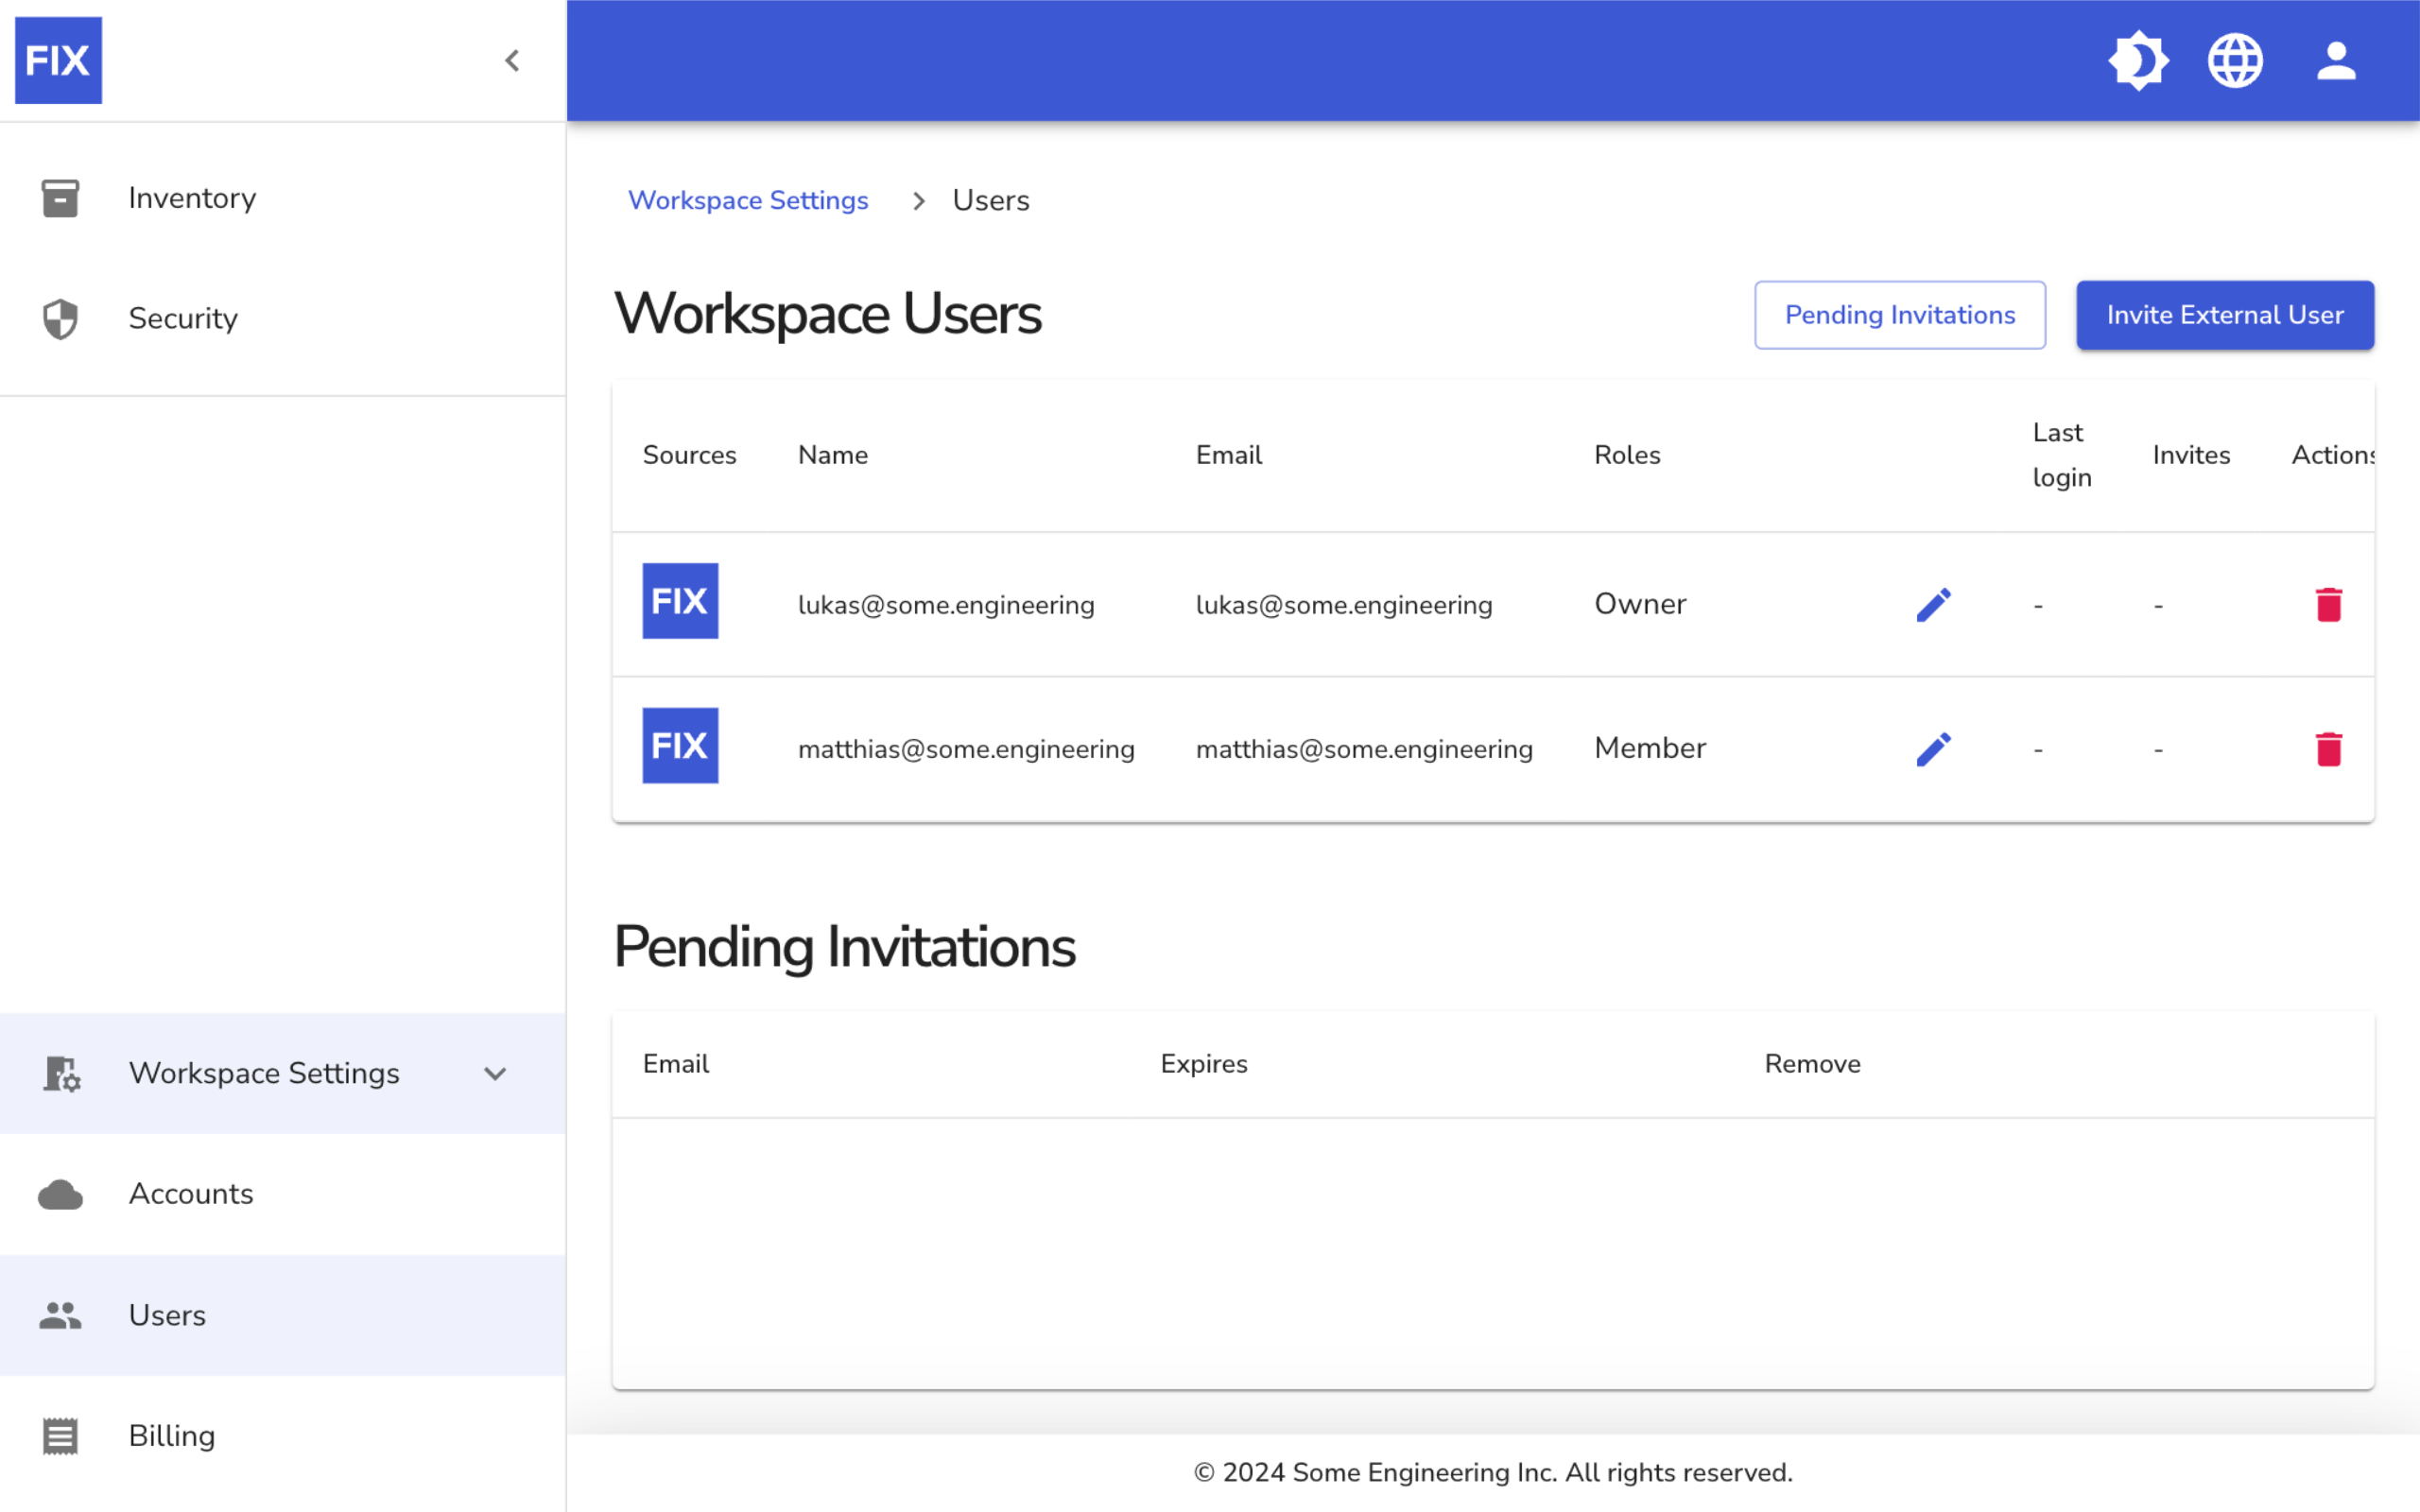 FIX
Inventory
Security
Workspace Settings
Accounts
Users
Billing
Workspace Settings > Users
Workspace Users
Pending Invitations
Invite External User
Sources Name Email Roles Last login Invites Actions
FIX lukas@some.engineering lukas@some.engineering Owner - -
FIX matthias@some.engineering matthias@some.engineering Member - -
Pending Invitations
Email Expires Remove
© 2024 Some Engineering Inc. All rights reserved.